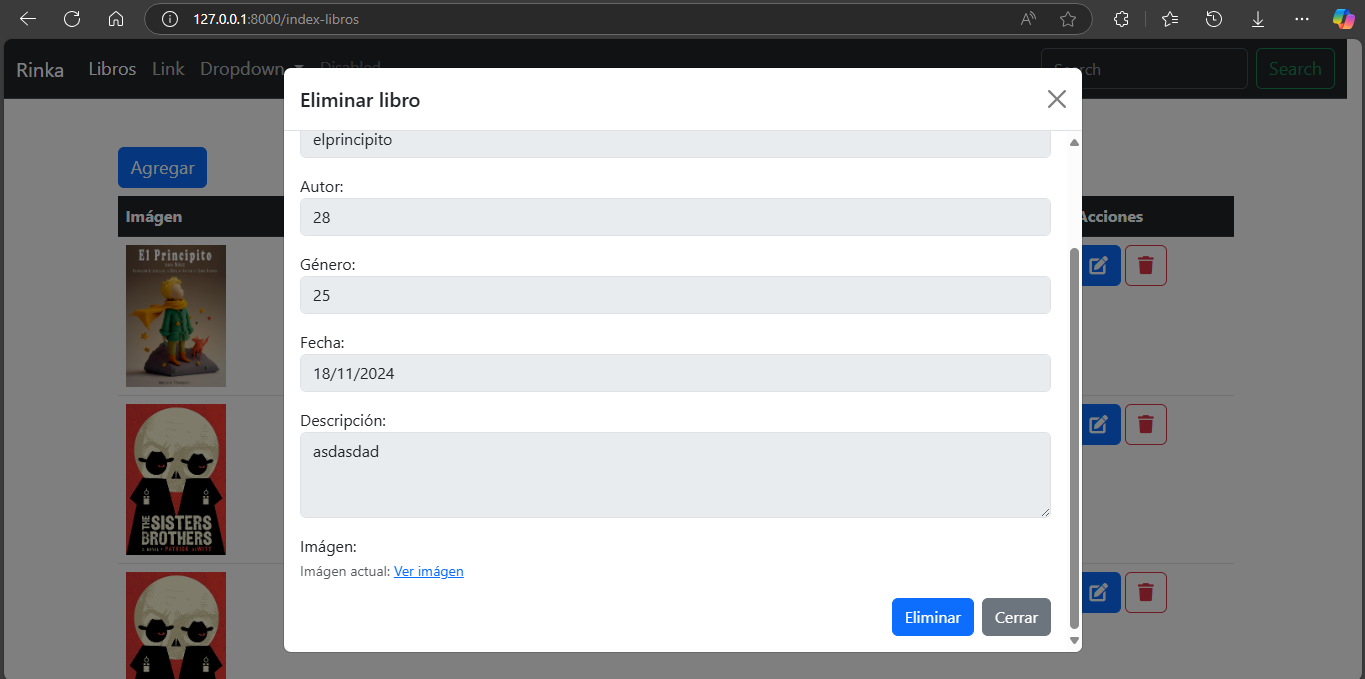 127.0.0.1:8000/index-libros
Rinka Libros Link Dropdown Disabled Search Search
Eliminar libro
elprincipito
Agregar
Autor:
Imágen
28
Acciones
El Principito
Género:
25
Fecha:
18/11/2024
Descripción:
asdasdad
THE SISTERS
BROTHERS
A NOVEL • PATRICK DEWITT
Imágen:
Imágen actual: Ver imágen
Eliminar Cerrar